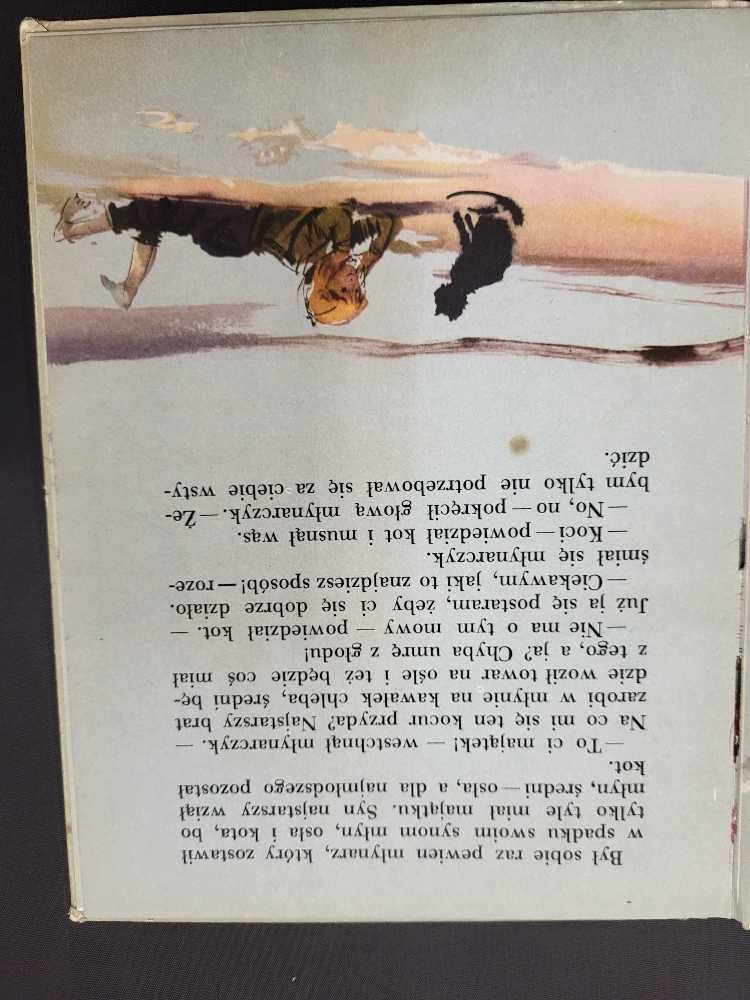 Był sobie raz pewien młynarz, który zostawił
w spadku swoim synom młyn, osła i kota, bo
tylko tyle miał majątku. Syn najstarszy wziął
młyn, średni — osła, a dla najmłodszego pozostał
kot.
— To ci majątek! — westchnął młynarczyk. —
Na co mi się ten kocur przyda? Najstarszy brat
zarobi w młynie na kawałek chleba, średni bę-
dzie woził towar na ośle i też będzie coś miał
z tego, a ja? Chyba umrę z głodu!
— Nie ma o tym mowy — powiedział kot. —
Już ja się postaram, żeby ci się dobrze działo.
— Ciekawym, jaki to znajdziesz sposób! — roze-
śmiał się młynarczyk.
— Koci — powiedział kot i musnął wąs.
— No, no — pokręcił głową młynarczyk. — Że-
bym tylko nie potrzebował się za ciebie wsty-
dzić.